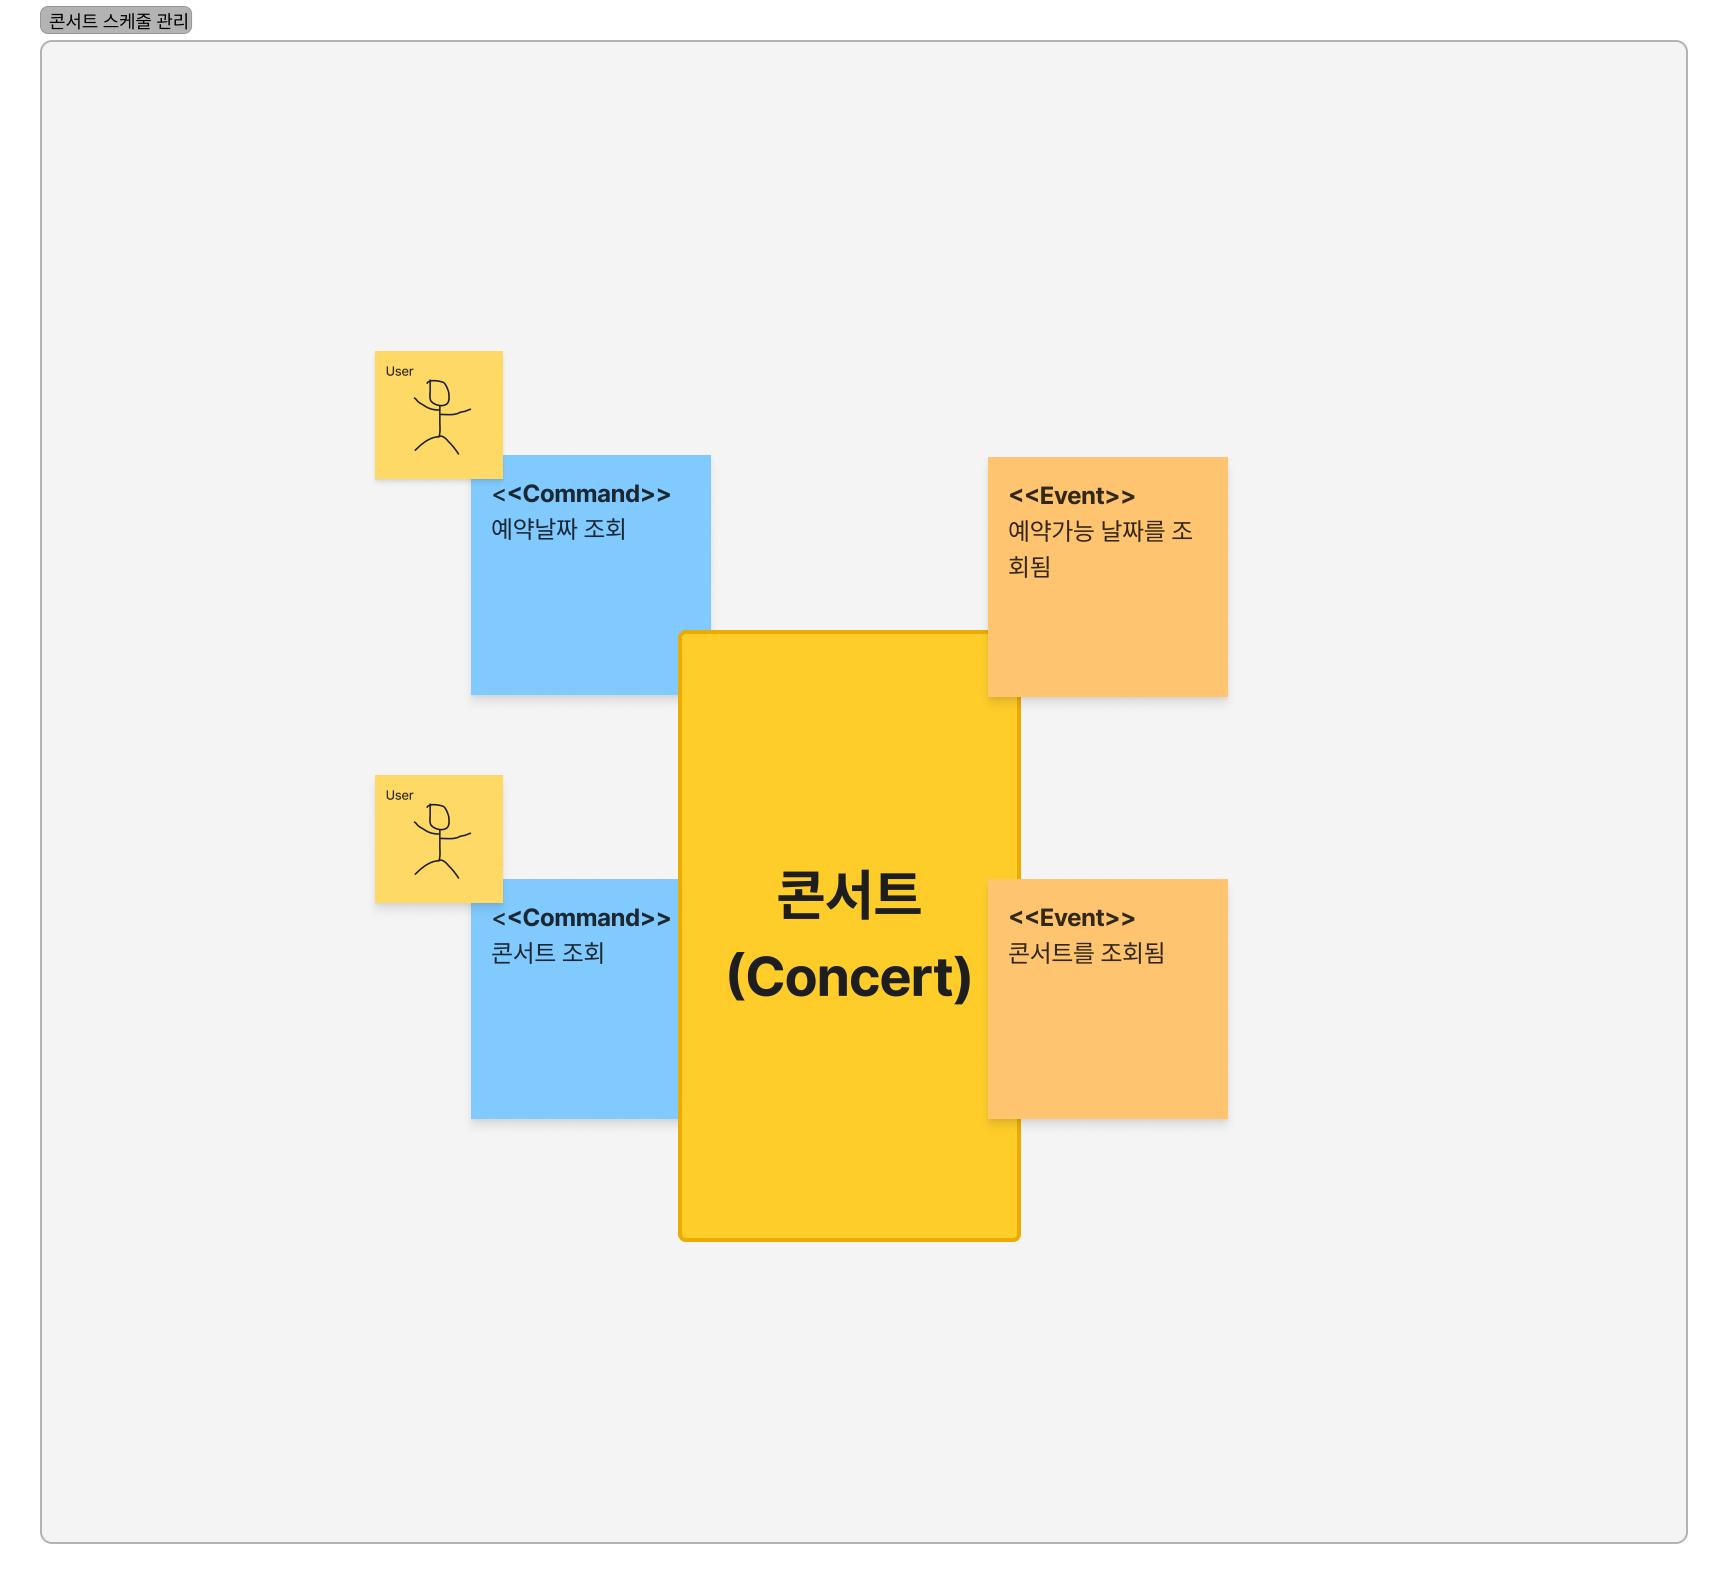 콘서트 스케줄 관리
User
<<Command>>
예약날짜 조회
<<Event>>
예약가능 날짜를 조
회됨
User
<<Command>>
콘서트 조회
콘서트
(Concert)
<<Event>>
콘서트를 조회됨